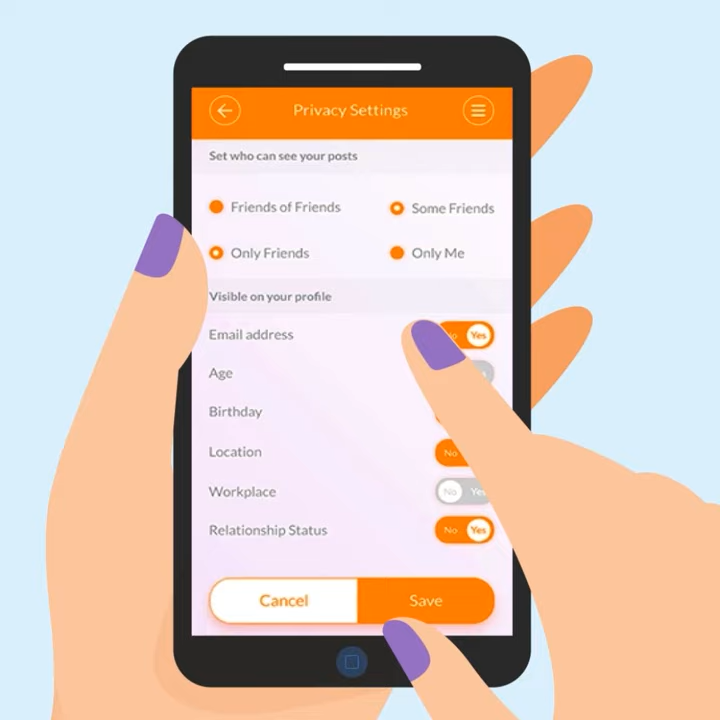 Privacy Settings
Set who can see your posts
Friends of Friends Some Friends
Only Friends Only Me
Visible on your profile
Email address Yes
Age
Birthday
Location No
Workplace No Yes
Relationship Status No Yes
Cancel Save